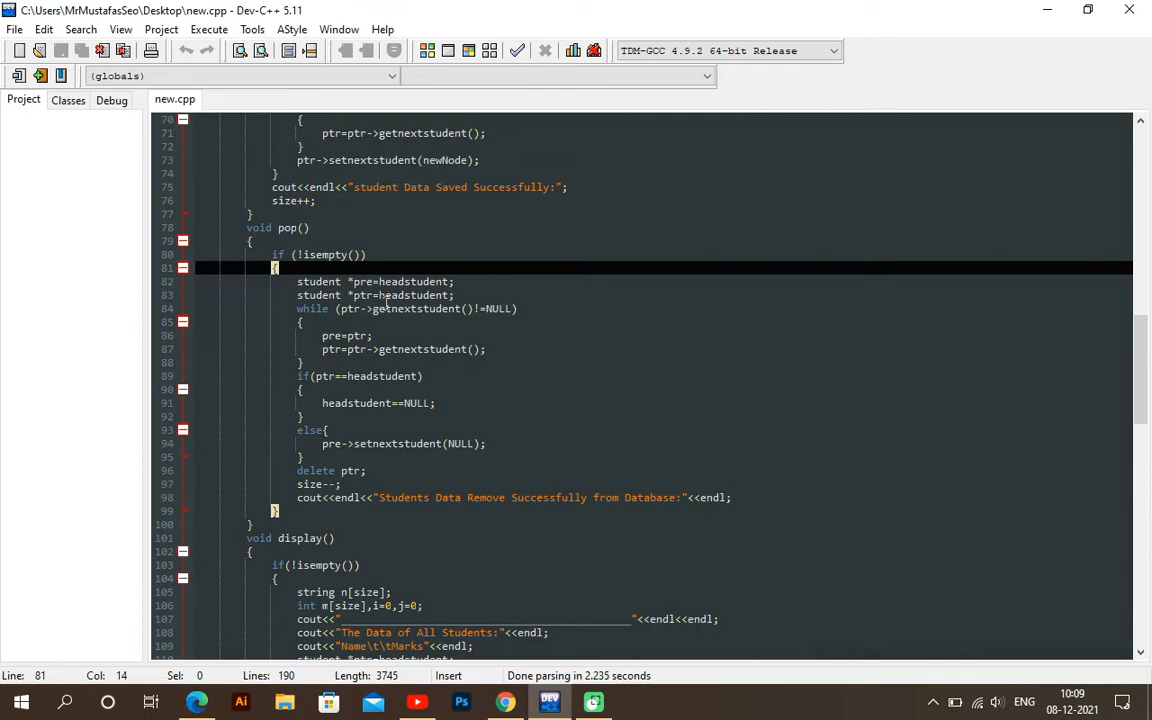 C:\Users\MrMustafasSeo\Desktop\new.cpp - Dev-C++ 5.11
File Edit Search View Project Execute Tools AStyle Window Help
TDM-GCC 4.9.2 64-bit Release
(globals)
Project Classes Debug new.cpp
70 {
71 ptr=ptr->getnextstudent();
72 }
73 ptr->setnextstudent(newNode);
74 }
75 cout<<endl<<"student Data Saved Successfully:";
76 size++;
77 }
78 void pop()
79 {
80 if (!isempty())
81 {
82 student *pre=headstudent;
83 student *ptr=headstudent;
84 while (ptr->getnextstudent()!=NULL)
85 {
86 pre=ptr;
87 ptr=ptr->getnextstudent();
88 }
89 if(ptr==headstudent)
90 {
91 headstudent==NULL;
92 }
93 else{
94 pre->setnextstudent(NULL);
95 }
96 delete ptr;
97 size--;
98 cout<<endl<<"Students Data Remove Successfully from Database:"<<endl;
99 }
100 }
101 void display()
102 {
103 if(!isempty())
104 {
105 string n[size];
106 int m[size],i=0,j=0;
107 cout<<"______________________________________________"<<endl<<endl;
108 cout<<"The Data of All Students:"<<endl;
109 cout<<"Name\t\tMarks"<<endl;
110 student *ptr=headstudent;
Line: 81 Col: 14 Sel: 0 Lines: 190 Length: 3745 Insert Done parsing in 2.235 seconds
Ai Ps DEV ENG 10:09
08-12-2021